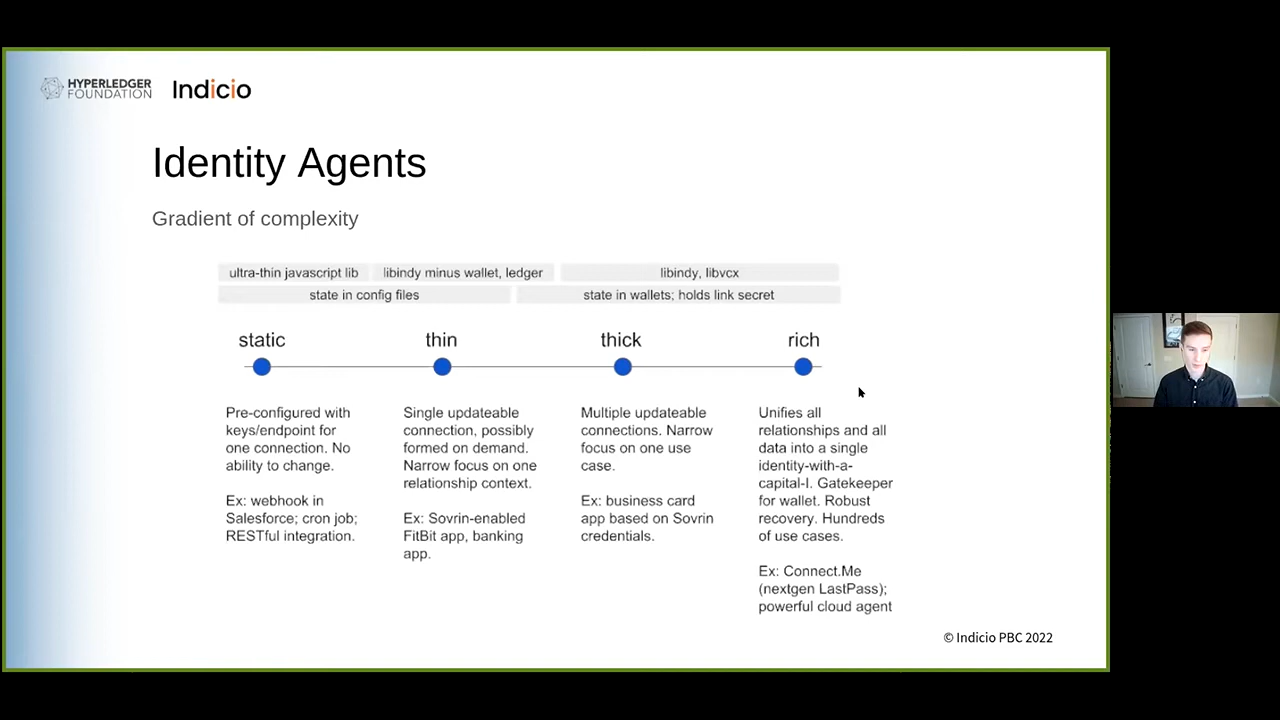 HYPERLEDGER
FOUNDATION
Indicio
Identity Agents
Gradient of complexity
ultra-thin javascript lib
libindy minus wallet, ledger
libindy, libvcx
state in config files
state in wallets; holds link secret
static
thin
thick
rich
Pre-configured with
keys/endpoint for
one connection. No
ability to change.
Ex: webhook in
Salesforce; cron job;
RESTful integration.
Single updateable
connection, possibly
formed on demand.
Narrow focus on one
relationship context.
Ex: Sovrin-enabled
FitBit app, banking
app.
Multiple updateable
connections. Narrow
focus on one use
case.
Ex: business card
app based on Sovrin
credentials.
Unifies all
relationships and all
data into a single
identity-with-a-
capital-I. Gatekeeper
for wallet. Robust
recovery. Hundreds
of use cases.
Ex: Connect.Me
(nextgen LastPass);
powerful cloud agent
© Indicio PBC 2022